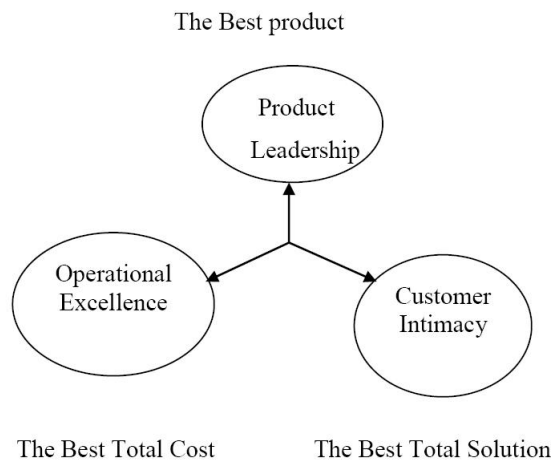 The Best product
Product
Leadership
Operational
Excellence
Customer
Intimacy
The Best Total Cost
The Best Total Solution